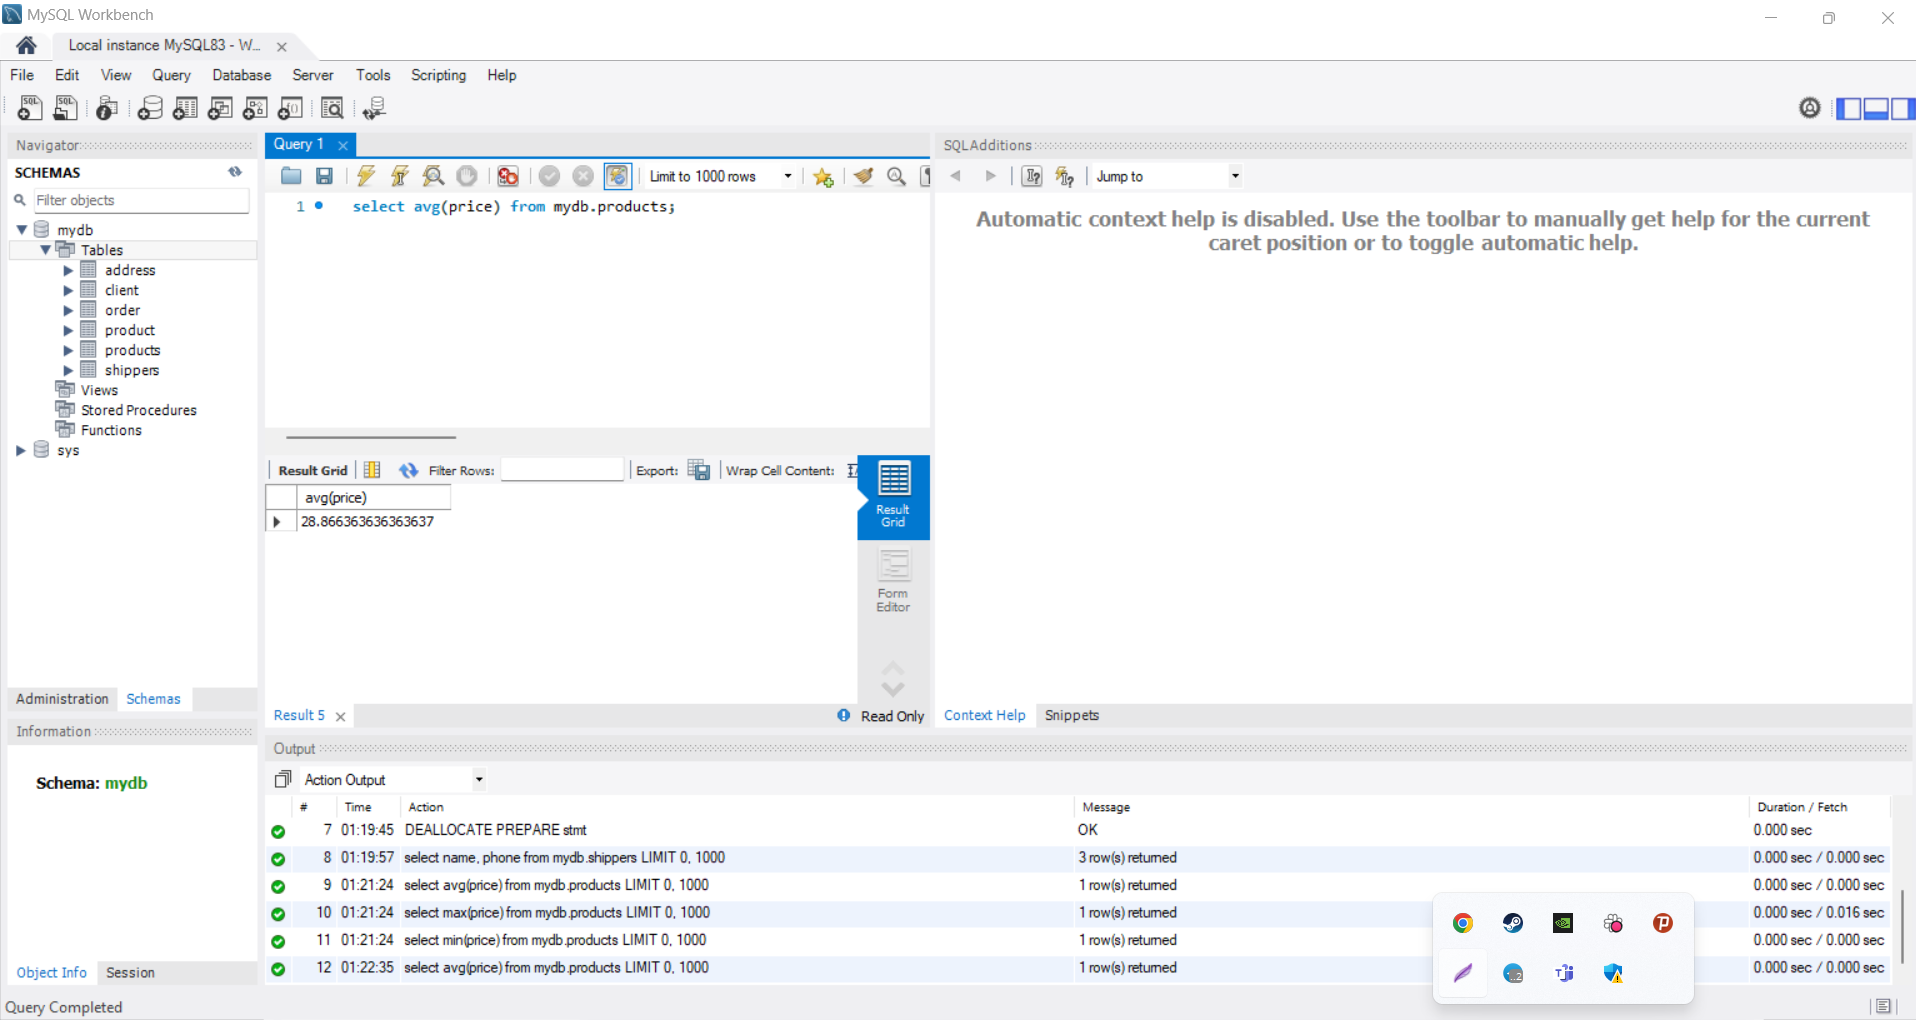 MySQL Workbench
Local instance MySQL83 - W...
File Edit View Query Database Server Tools Scripting Help
Navigator
SCHEMAS
Filter objects
mydb
Tables
address
client
order
product
products
shippers
Views
Stored Procedures
Functions
sys
Administration Schemas
Information
Schema: mydb
Object Info Session
Query 1
Limit to 1000 rows
1 select avg(price) from mydb.products;
Result Grid Filter Rows: Export: Wrap Cell Content:
avg(price)
28.866363636363637
Result
Grid
Form
Editor
Result 5 Read Only
SQLAdditions
Jump to
Automatic context help is disabled. Use the toolbar to manually get help for the current
caret position or to toggle automatic help.
Context Help Snippets
Output
Action Output
# Time Action Message Duration / Fetch
7 01:19:45 DEALLOCATE PREPARE stmt OK 0.000 sec
8 01:19:57 select name, phone from mydb.shippers LIMIT 0, 1000 3 row(s) returned 0.000 sec / 0.000 sec
9 01:21:24 select avg(price) from mydb.products LIMIT 0, 1000 1 row(s) returned 0.000 sec / 0.000 sec
10 01:21:24 select max(price) from mydb.products LIMIT 0, 1000 1 row(s) returned 0.000 sec / 0.016 sec
11 01:21:24 select min(price) from mydb.products LIMIT 0, 1000 1 row(s) returned 0.000 sec / 0.000 sec
12 01:22:35 select avg(price) from mydb.products LIMIT 0, 1000 1 row(s) returned 0.000 sec / 0.000 sec
Query Completed